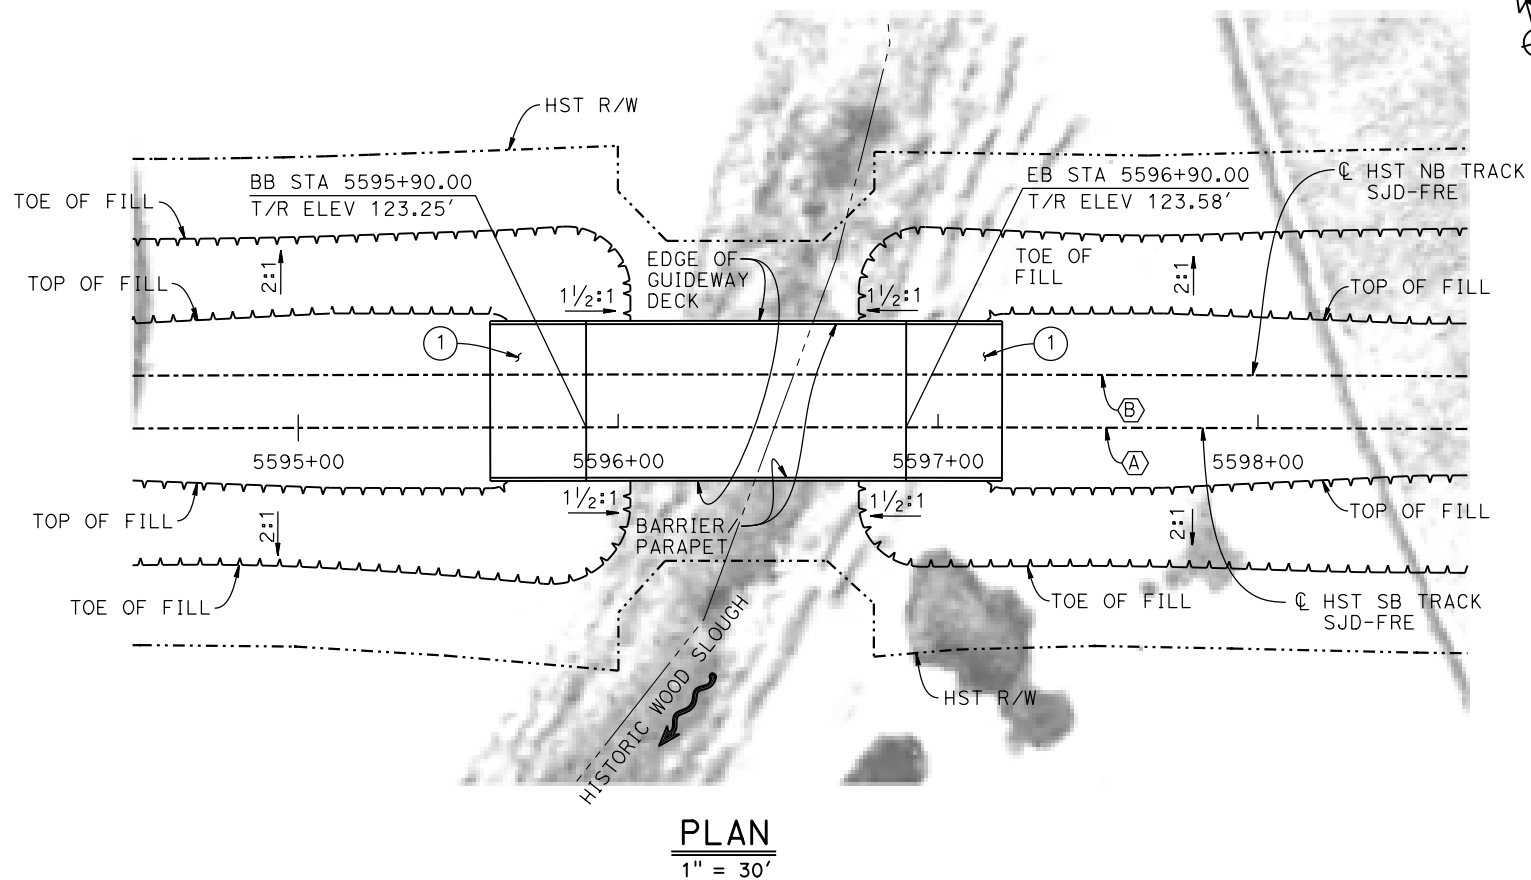 HST R/W
BB STA 5595+90.00
T/R ELEV 123.25′
EB STA 5596+90.00
T/R ELEV 123.58′
℄ HST NB TRACK
SJD-FRE
TOE OF FILL
TOP OF FILL
2:1
1½:1
EDGE OF
GUIDEWAY
DECK
1½:1
TOE OF
FILL
2:1
TOP OF FILL
1
1
B
A
5595+00
5596+00
5597+00
5598+00
TOP OF FILL
2:1
1½:1
BARRIER/
PARAPET
1½:1
2:1
TOP OF FILL
TOE OF FILL
TOE OF FILL
℄ HST SB TRACK
SJD-FRE
HISTORIC WOOD SLOUGH
HST R/W
PLAN
1" = 30′